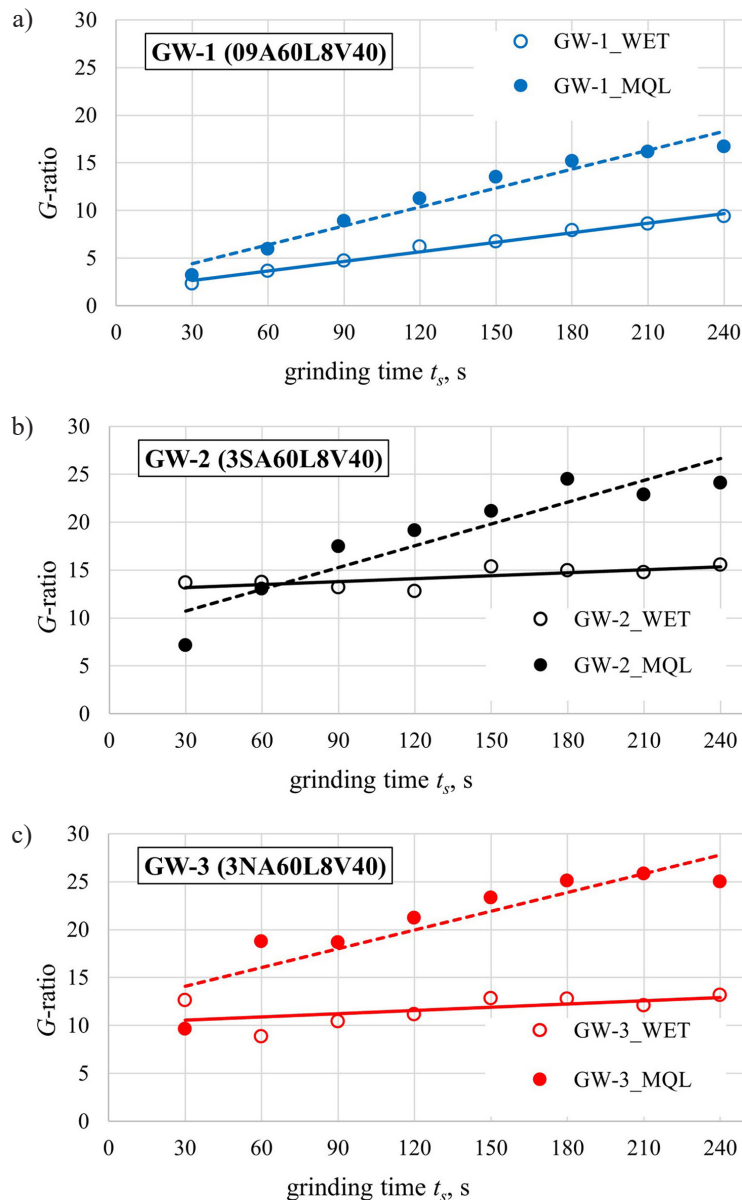 a)
GW-1 (09A60L8V40)
GW-1_WET
GW-1_MQL
G-ratio
30
25
20
15
10
5
0
0 30 60 90 120 150 180 210 240
grinding time ts, s
b)
GW-2 (3SA60L8V40)
G-ratio
30
25
20
15
10
5
0
GW-2_WET
GW-2_MQL
0 30 60 90 120 150 180 210 240
grinding time ts, s
c)
GW-3 (3NA60L8V40)
G-ratio
30
25
20
15
10
5
0
GW-3_WET
GW-3_MQL
0 30 60 90 120 150 180 210 240
grinding time ts, s